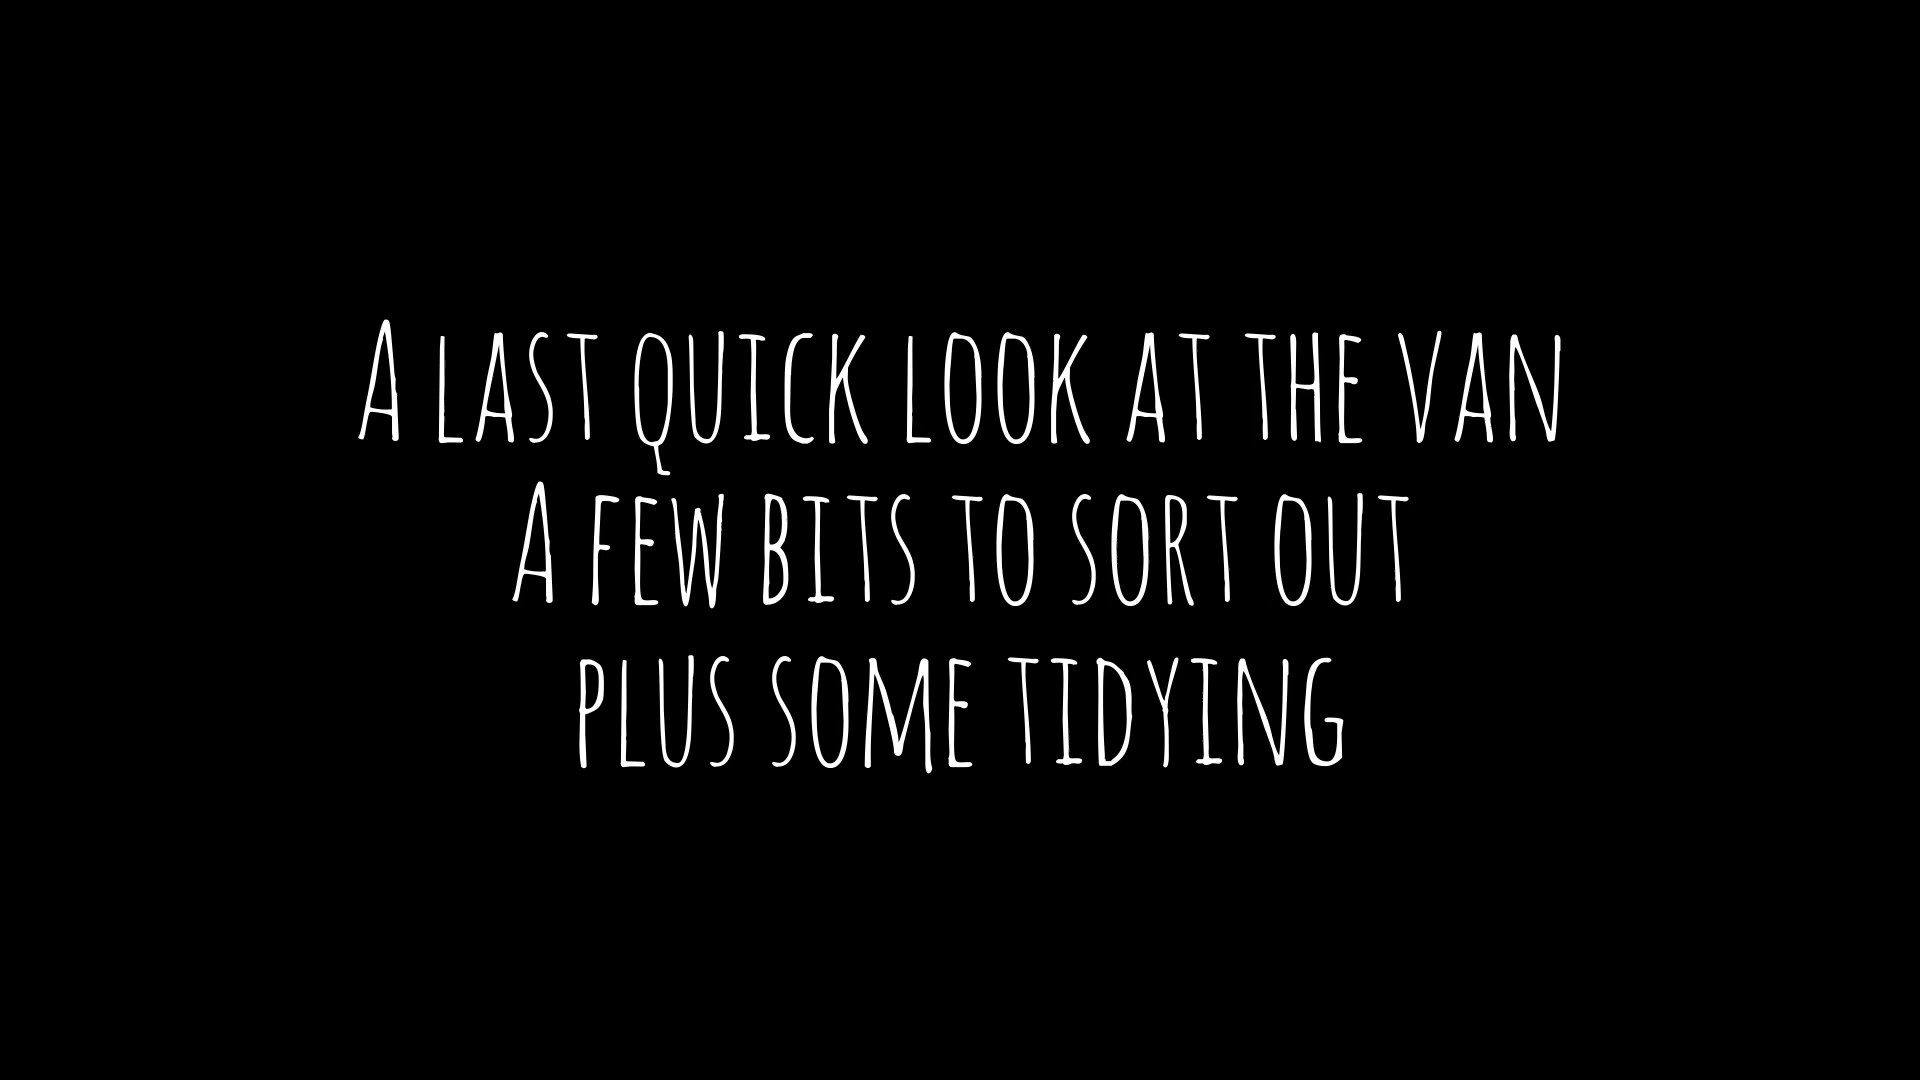 A last quick look at the van
A few bits to sort out
plus some tidying